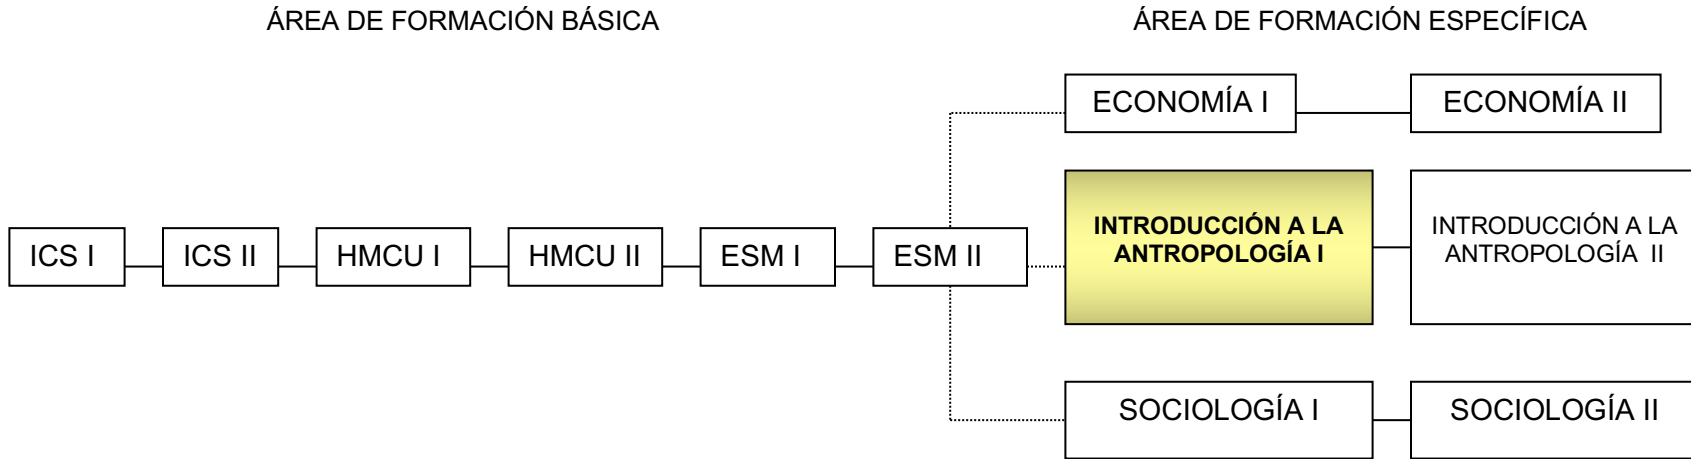 ÁREA DE FORMACIÓN BÁSICA
ÁREA DE FORMACIÓN ESPECÍFICA
ECONOMÍA I
ECONOMÍA II
ICS I
ICS II
HMCU I
HMCU II
ESM I
ESM II
INTRODUCCIÓN A LA
ANTROPOLOGÍA I
INTRODUCCIÓN A LA
ANTROPOLOGÍA II
SOCIOLOGÍA I
SOCIOLOGÍA II